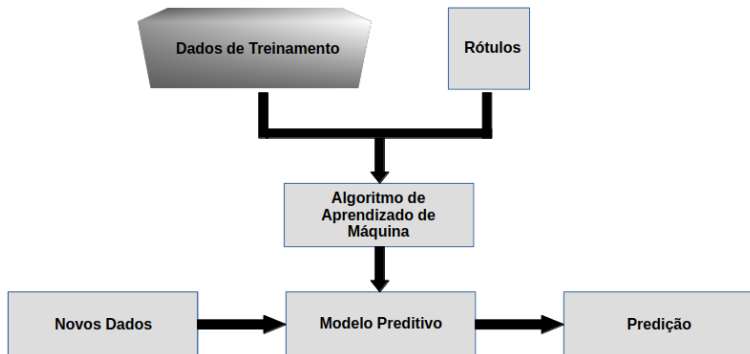 Dados de Treinamento
Rótulos
Algoritmo de
Aprendizado de
Máquina
Novos Dados
Modelo Preditivo
Predição